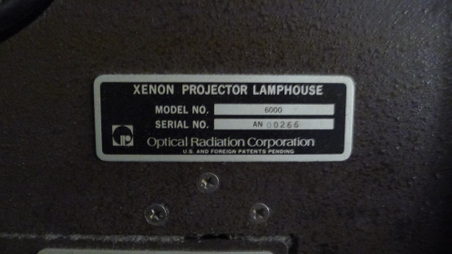 XENON PROJECTOR LAMPHOUSE
MODEL NO. 6000
SERIAL NO. AN 00266
Optical Radiation Corporation
U.S. AND FOREIGN PATENTS PENDING